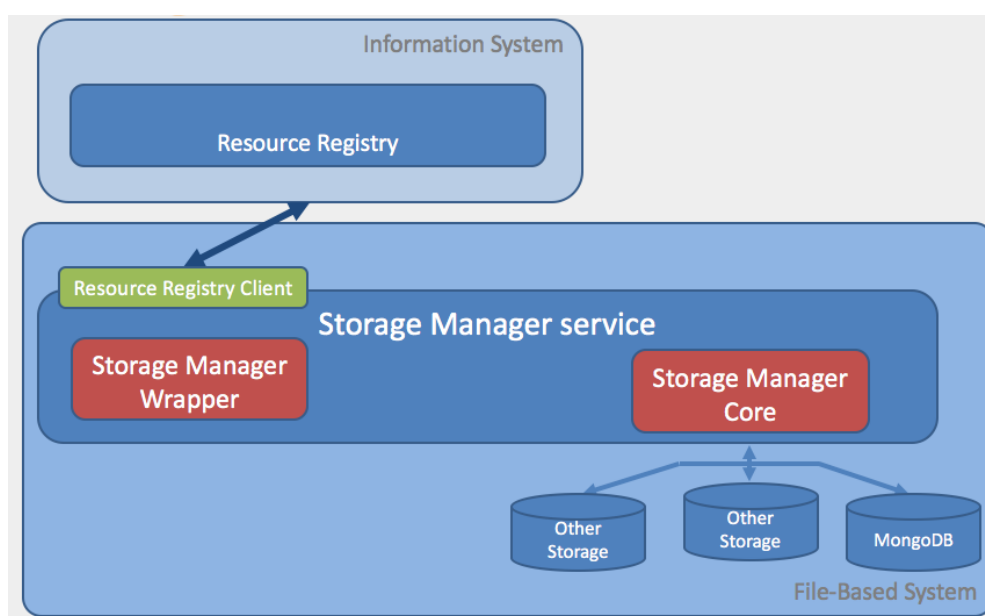 Information System
Resource Registry
Resource Registry Client
Storage Manager service
Storage Manager
Wrapper
Storage Manager
Core
Other
Storage
Other
Storage
MongoDB
File-Based System